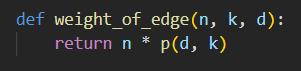 def weight_of_edge(n, k, d):
    return n * p(d, k)